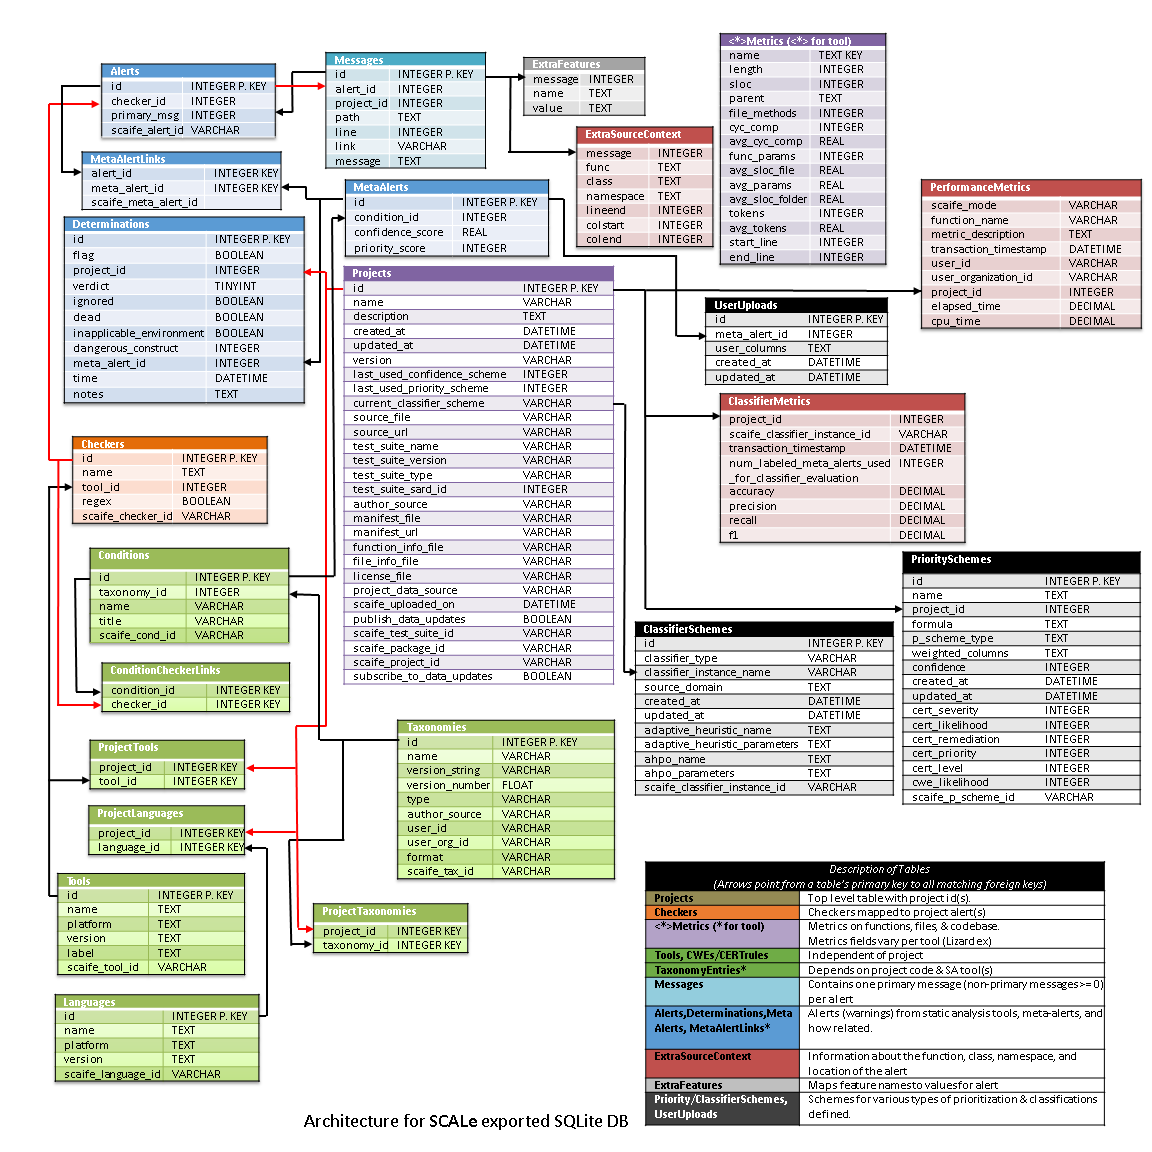 Alerts
id INTEGER P. KEY
checker_id INTEGER
primary_msg INTEGER
scaife_alert_id VARCHAR
Messages
id INTEGER P. KEY
alert_id INTEGER
project_id INTEGER
path TEXT
line INTEGER
link VARCHAR
message TEXT
ExtraFeatures
message INTEGER
name TEXT
value TEXT
<*>Metrics (<*> for tool)
name TEXT KEY
length INTEGER
sloc INTEGER
parent TEXT
file_methods INTEGER
cyc_comp INTEGER
avg_cyc_comp REAL
func_params INTEGER
avg_sloc_file REAL
avg_params REAL
avg_sloc_folder REAL
tokens INTEGER
avg_tokens REAL
start_line INTEGER
end_line INTEGER
ExtraSourceContext
message INTEGER
func TEXT
class TEXT
namespace TEXT
lineend INTEGER
colstart INTEGER
colend INTEGER
MetaAlertLinks
alert_id INTEGER KEY
meta_alert_id INTEGER KEY
scaife_meta_alert_id
MetaAlerts
id INTEGER P. KEY
condition_id INTEGER
confidence_score REAL
priority_score INTEGER
PerformanceMetrics
scaife_mode VARCHAR
function_name VARCHAR
metric_description TEXT
transaction_timestamp DATETIME
user_id VARCHAR
user_organization_id VARCHAR
project_id INTEGER
elapsed_time DECIMAL
cpu_time DECIMAL
Determinations
id INTEGER P. KEY
flag BOOLEAN
project_id INTEGER
verdict TINYINT
ignored BOOLEAN
dead BOOLEAN
inapplicable_environment BOOLEAN
dangerous_construct INTEGER
meta_alert_id INTEGER
time DATETIME
notes TEXT
Projects
id INTEGER P. KEY
name VARCHAR
description TEXT
created_at DATETIME
updated_at DATETIME
version VARCHAR
last_used_confidence_scheme INTEGER
last_used_priority_scheme INTEGER
current_classifier_scheme VARCHAR
source_file VARCHAR
source_url VARCHAR
test_suite_name VARCHAR
test_suite_version VARCHAR
test_suite_type VARCHAR
test_suite_sard_id INTEGER
author_source VARCHAR
manifest_file VARCHAR
manifest_url VARCHAR
function_info_file VARCHAR
file_info_file VARCHAR
license_file VARCHAR
project_data_source VARCHAR
scaife_uploaded_on DATETIME
publish_data_updates BOOLEAN
scaife_test_suite_id VARCHAR
scaife_package_id VARCHAR
scaife_project_id VARCHAR
subscribe_to_data_updates BOOLEAN
UserUploads
id INTEGER P. KEY
meta_alert_id INTEGER
user_columns TEXT
created_at DATETIME
updated_at DATETIME
ClassifierMetrics
project_id INTEGER
scaife_classifier_instance_id VARCHAR
transaction_timestamp DATETIME
num_labeled_meta_alerts_used INTEGER
_for_classifier_evaluation
accuracy DECIMAL
precision DECIMAL
recall DECIMAL
f1 DECIMAL
Checkers
id INTEGER P. KEY
name TEXT
tool_id INTEGER
regex BOOLEAN
scaife_checker_id VARCHAR
Conditions
id INTEGER P. KEY
taxonomy_id INTEGER
name VARCHAR
title VARCHAR
scaife_cond_id VARCHAR
PrioritySchemes
id INTEGER P. KEY
name TEXT
project_id INTEGER
formula TEXT
p_scheme_type TEXT
weighted_columns TEXT
confidence INTEGER
created_at DATETIME
updated_at DATETIME
cert_severity INTEGER
cert_likelihood INTEGER
cert_remediation INTEGER
cert_priority INTEGER
cert_level INTEGER
cwe_likelihood INTEGER
scaife_p_scheme_id VARCHAR
ClassifierSchemes
id INTEGER P. KEY
classifier_type VARCHAR
classifier_instance_name VARCHAR
source_domain TEXT
created_at DATETIME
updated_at DATETIME
adaptive_heuristic_name TEXT
adaptive_heuristic_parameters TEXT
ahpo_name TEXT
ahpo_parameters TEXT
scaife_classifier_instance_id VARCHAR
ConditionCheckerLinks
condition_id INTEGER KEY
checker_id INTEGER KEY
ProjectTools
project_id INTEGER KEY
tool_id INTEGER KEY
Taxonomies
id INTEGER P. KEY
name VARCHAR
version_string VARCHAR
version_number FLOAT
type VARCHAR
author_source VARCHAR
user_id VARCHAR
user_org_id VARCHAR
format VARCHAR
scaife_tax_id VARCHAR
ProjectLanguages
project_id INTEGER KEY
language_id INTEGER KEY
Tools
id INTEGER P. KEY
name TEXT
platform TEXT
version TEXT
label TEXT
scaife_tool_id VARCHAR
ProjectTaxonomies
project_id INTEGER KEY
taxonomy_id INTEGER KEY
Languages
id INTEGER P. KEY
name TEXT
platform TEXT
version TEXT
scaife_language_id VARCHAR
Description of Tables
(Arrows point from a table's primary key to all matching foreign keys)
Projects Top level table with project id(s).
Checkers Checkers mapped to project alert(s)
<*>Metrics (* for tool) Metrics on functions, files, & codebase.
Metrics fields vary per tool (Lizard ex)
Tools, CWEs/CERTrules Independent of project
TaxonomyEntries* Depends on project code & SA tool(s)
Messages Contains one primary message (non-primary messages>= 0)
per alert
Alerts,Determinations,Meta Alerts (warnings) from static analysis tools, meta-alerts, and
Alerts, MetaAlertLinks* how related.
ExtraSourceContext Information about the function, class, namespace, and
location of the alert
ExtraFeatures Maps feature names to values for alert
Priority/ClassifierSchemes, Schemes for various types of prioritization & classifications
UserUploads defined.
Architecture for SCALe exported SQLite DB